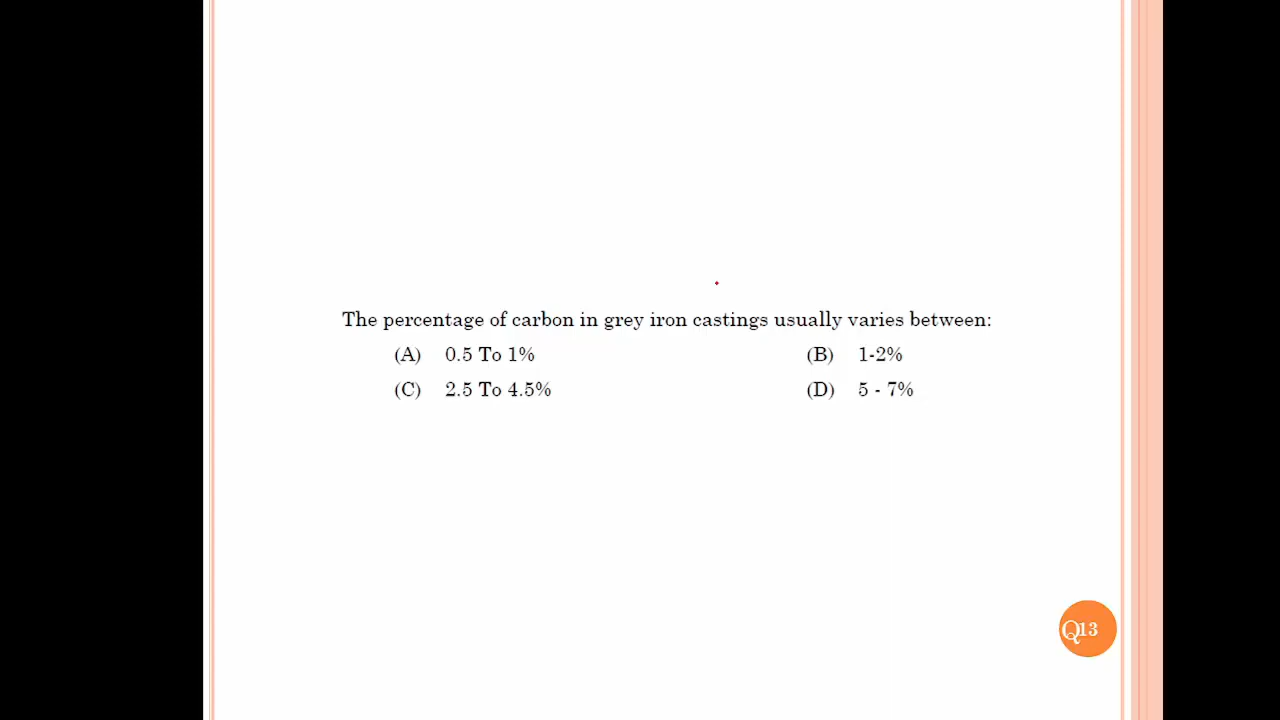 The percentage of carbon in grey iron castings usually varies between:
(A) 0.5 To 1% (B) 1-2%
(C) 2.5 To 4.5% (D) 5 - 7%
Q13